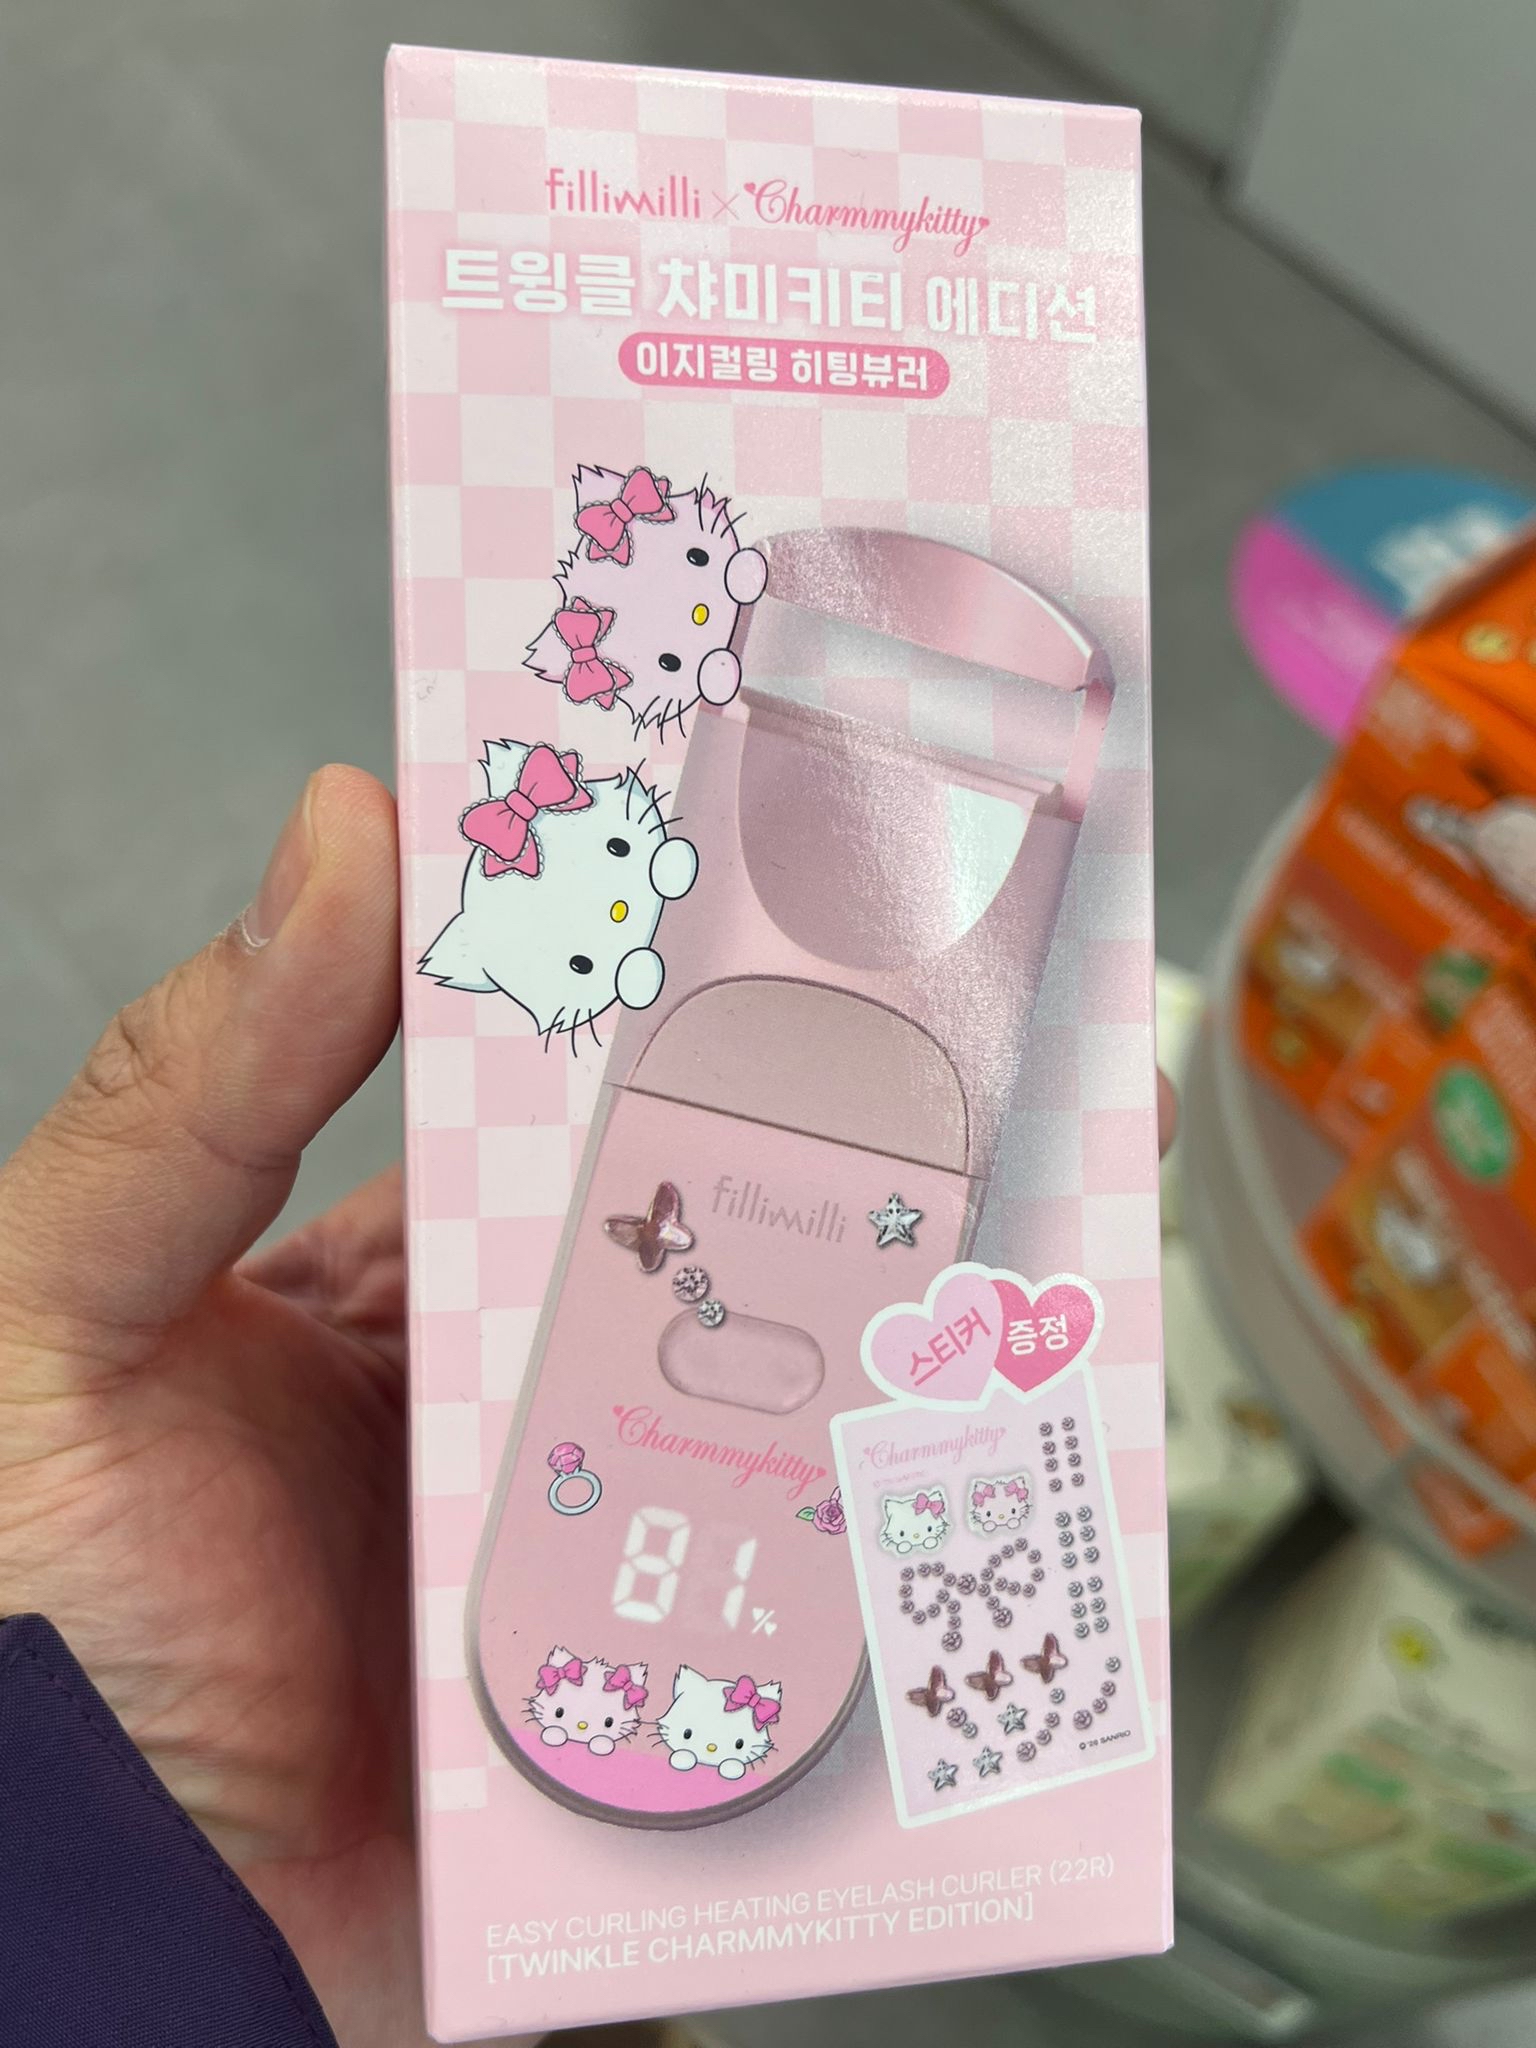 fillimilli × Charmmykitty
트윙클 챠미키티 에디션
이지컬링 히팅뷰러
fillimilli
스티커 증정
Charmmykitty
Charmmykitty
81%
© '26 SANRIO
EASY CURLING HEATING EYELASH CURLER (22R)
[TWINKLE CHARMMYKITTY EDITION]